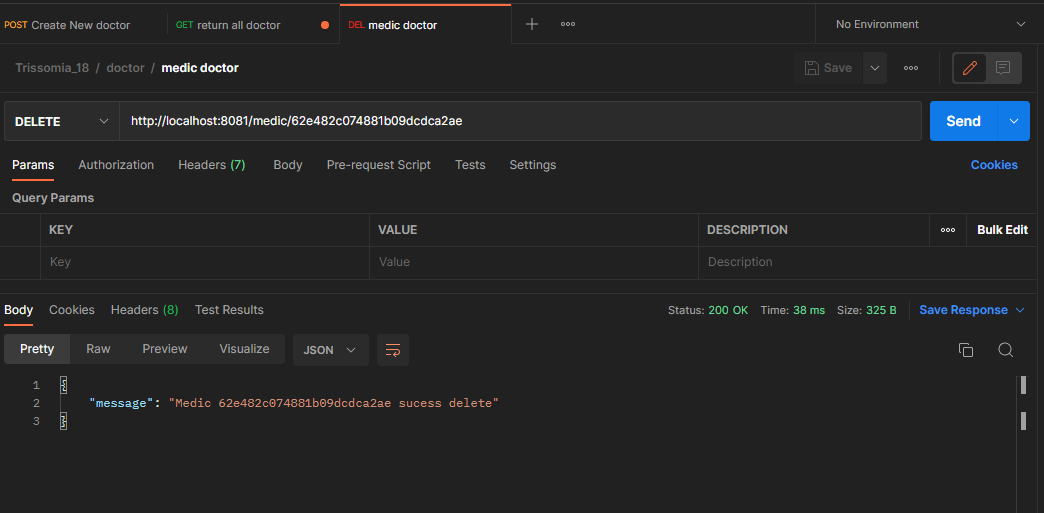 POST Create New doctor GET return all doctor DEL medic doctor No Environment
Trissomia_18 / doctor / medic doctor Save
DELETE http://localhost:8081/medic/62e482c074881b09dcdca2ae Send
Params Authorization Headers (7) Body Pre-request Script Tests Settings Cookies
Query Params
KEY VALUE DESCRIPTION Bulk Edit
Key Value Description
Body Cookies Headers (8) Test Results Status: 200 OK Time: 38 ms Size: 325 B Save Response
Pretty Raw Preview Visualize JSON
1 {
2 "message": "Medic 62e482c074881b09dcdca2ae sucess delete"
3 }